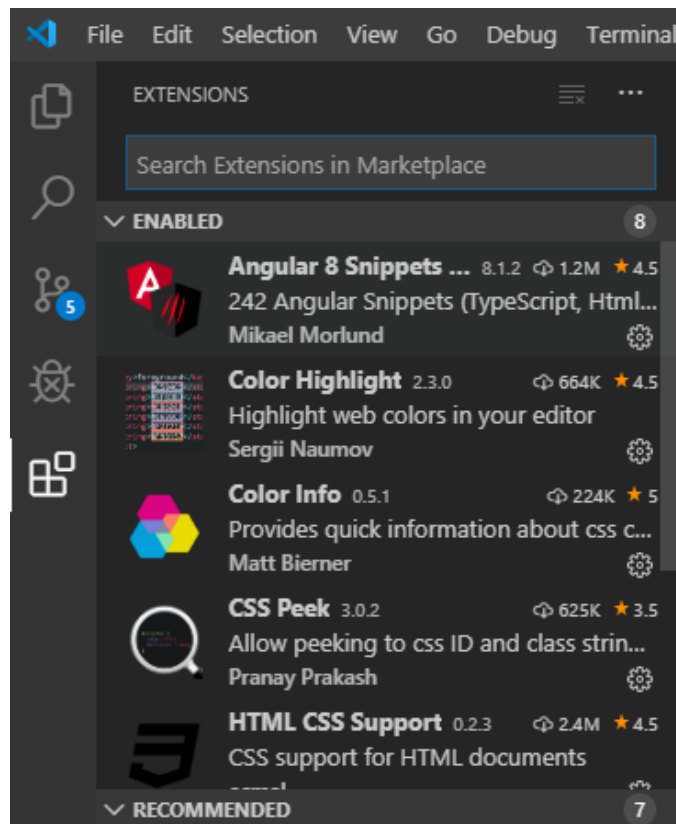 File Edit Selection View Go Debug Terminal
EXTENSIONS
Search Extensions in Marketplace
ENABLED 8
Angular 8 Snippets ... 8.1.2 1.2M 4.5
242 Angular Snippets (TypeScript, Html...
Mikael Morlund
5
Color Highlight 2.3.0 664K 4.5
Highlight web colors in your editor
Sergii Naumov
Color Info 0.5.1 224K 5
Provides quick information about css c...
Matt Bierner
CSS Peek 3.0.2 625K 3.5
Allow peeking to css ID and class strin...
Pranay Prakash
HTML CSS Support 0.2.3 2.4M 4.5
CSS support for HTML documents
RECOMMENDED 7